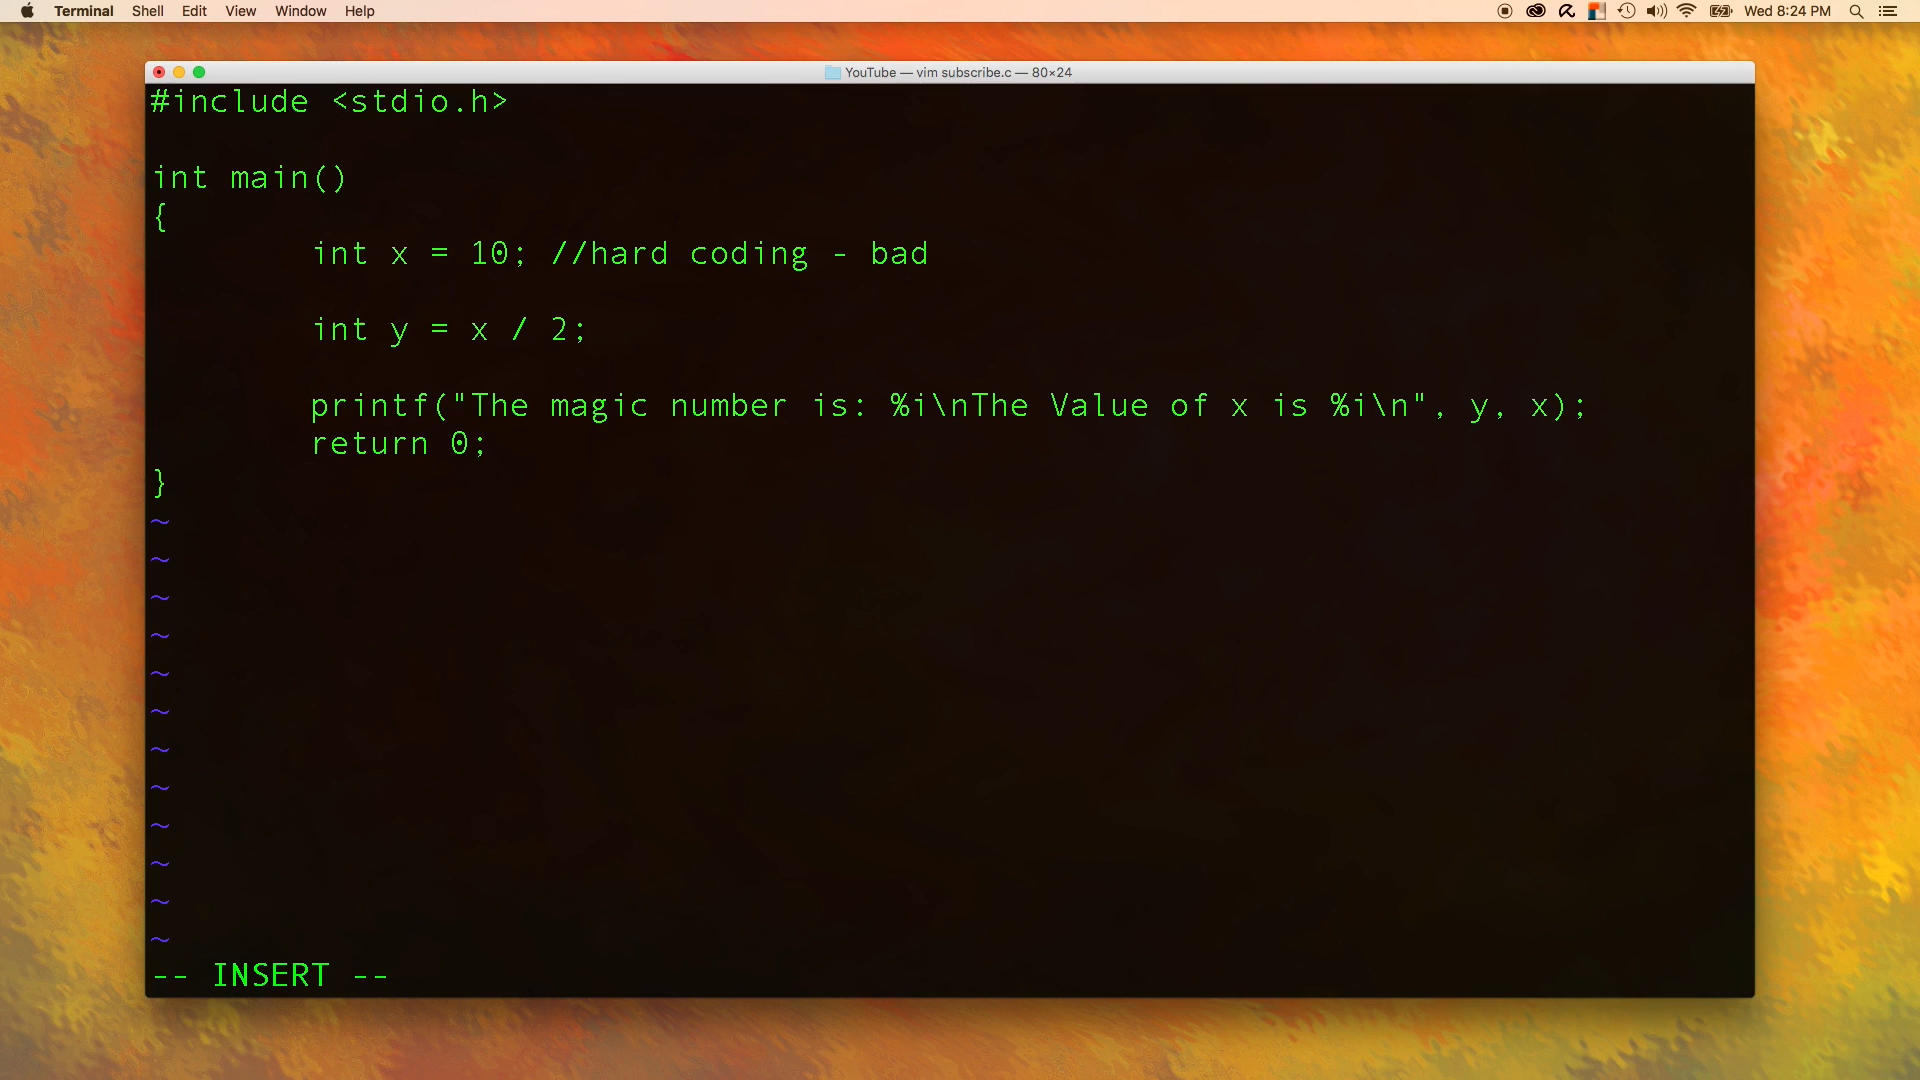 Terminal Shell Edit View Window Help Wed 8:24 PM
YouTube — vim subscribe.c — 80×24
#include <stdio.h>
int main()
{
int x = 10; //hard coding - bad
int y = x / 2;
printf("The magic number is: %i\nThe Value of x is %i\n", y, x);
return 0;
}
~
~
~
~
~
~
~
~
~
~
~
~
-- INSERT --